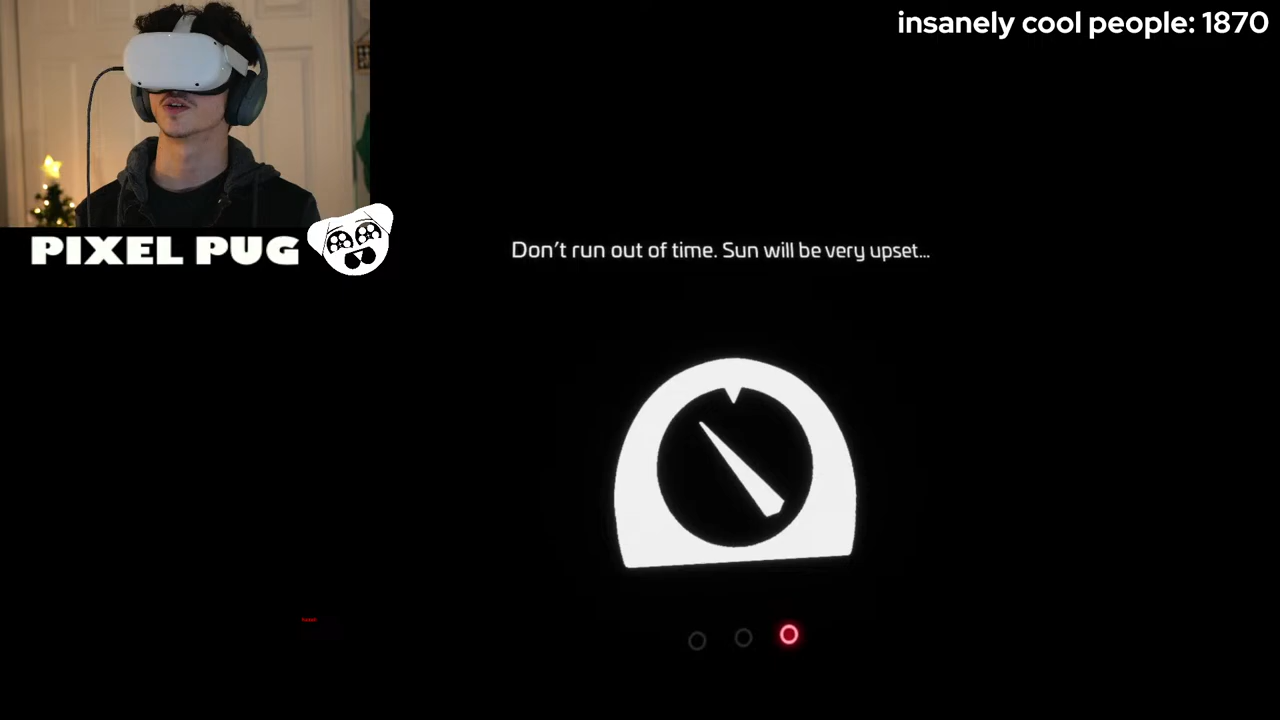 insanely cool people: 1870
PIXEL PUG
Don't run out of time. Sun will be very upset...